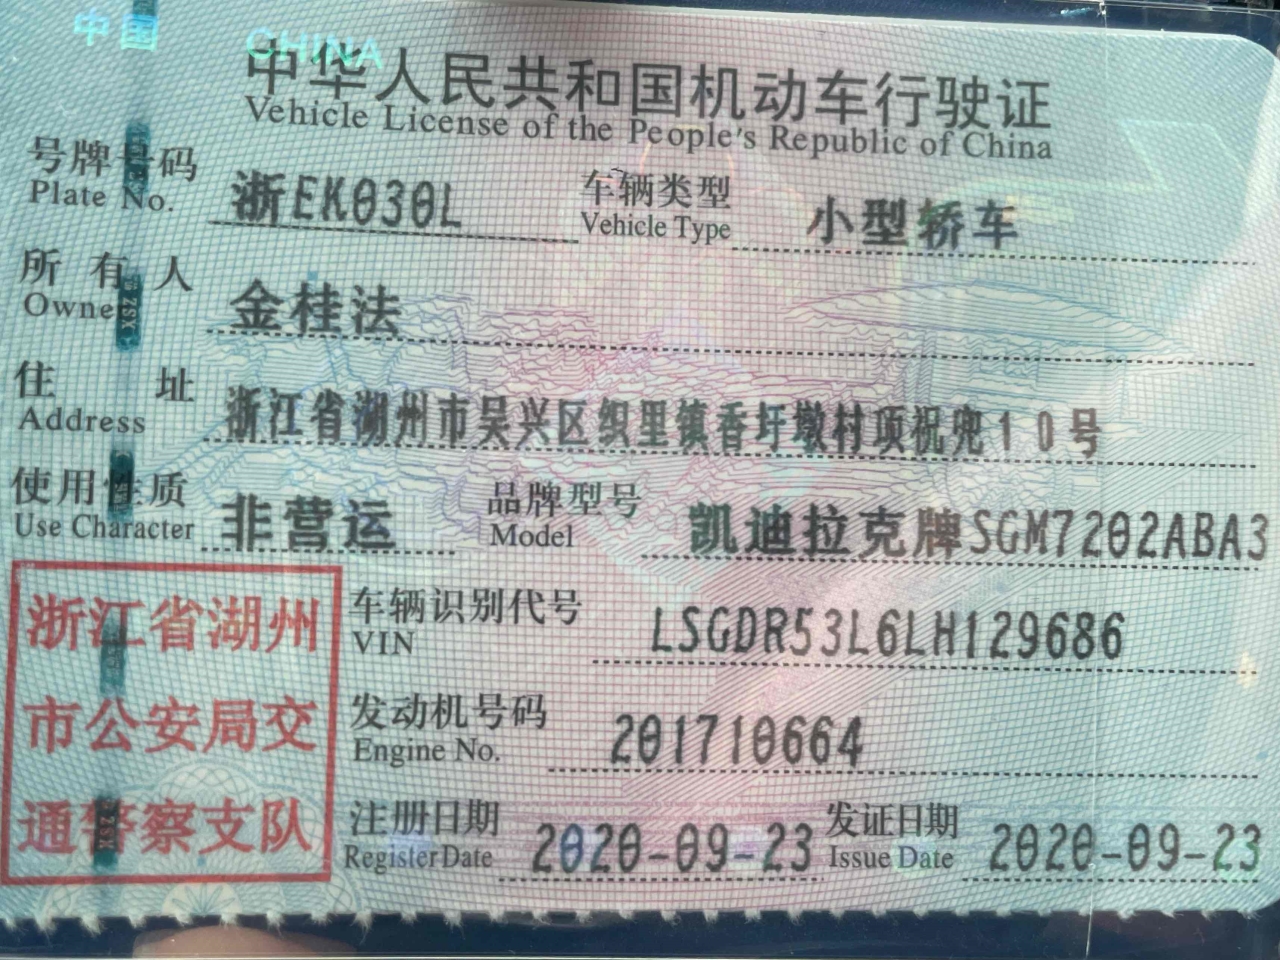 中国 CHINA
中华人民共和国机动车行驶证
Vehicle License of the People's Republic of China
号牌号码 浙EK030L 车辆类型 小型轿车
Plate No. Vehicle Type
所有人 金桂法
Owner
住址 浙江省湖州市吴兴区织里镇香圩墩村项祝兜10号
Address
使用性质 非营运 品牌型号 凯迪拉克牌SGM7202ABA3
Use Character Model
浙江省湖州
市公安局交
通警察支队
车辆识别代号 LSGDR53L6LH129686
VIN
发动机号码 201710664
Engine No.
注册日期 2020-09-23 发证日期 2020-09-23
Register Date Issue Date